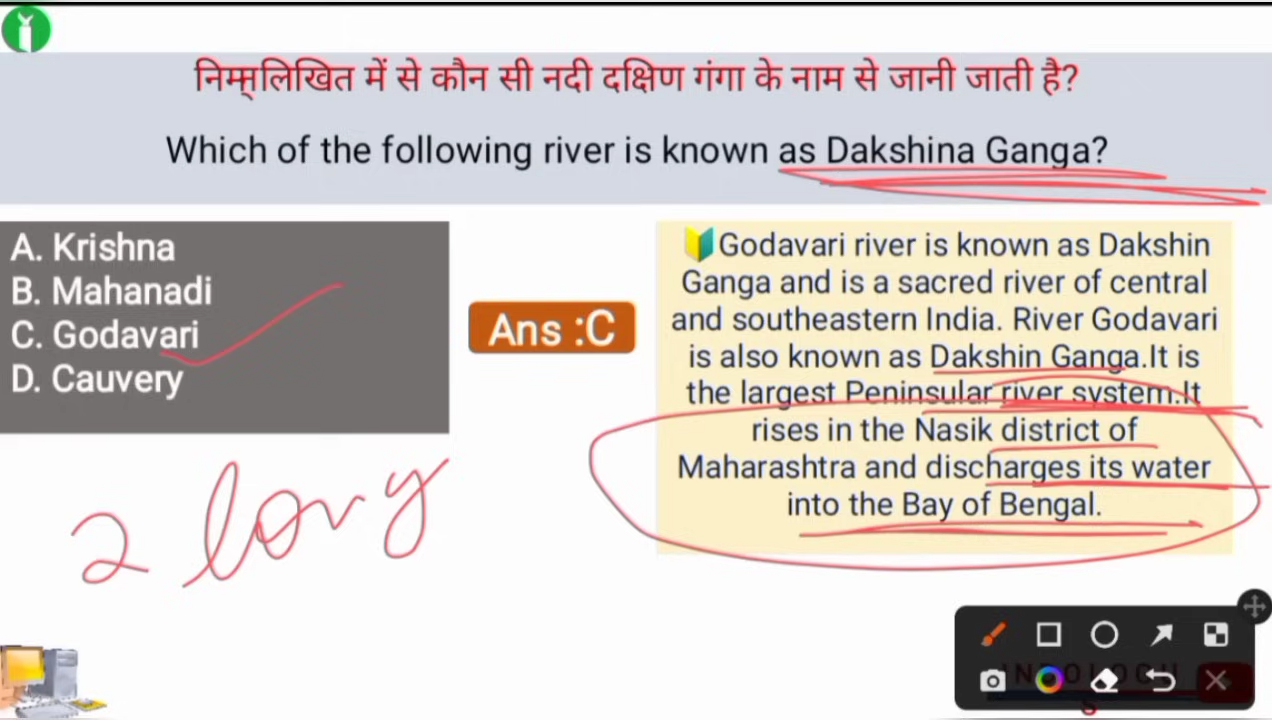 निम्नलिखित में से कौन सी नदी दक्षिण गंगा के नाम से जानी जाती है?
Which of the following river is known as Dakshina Ganga?
A. Krishna
B. Mahanadi
C. Godavari
D. Cauvery
Ans :C
🔰Godavari river is known as Dakshin
Ganga and is a sacred river of central
and southeastern India. River Godavari
is also known as Dakshin Ganga.It is
the largest Peninsular river system.It
rises in the Nasik district of
Maharashtra and discharges its water
into the Bay of Bengal.
2 long